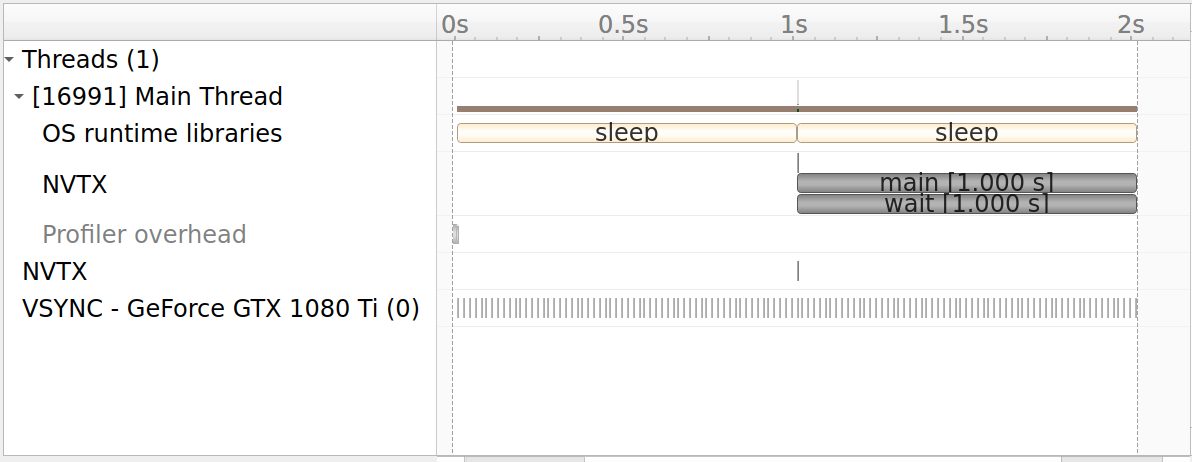 0s 0.5s 1s 1.5s 2s
Threads (1)
[16991] Main Thread
OS runtime libraries sleep sleep
NVTX main [1.000 s]
wait [1.000 s]
Profiler overhead
NVTX
VSYNC - GeForce GTX 1080 Ti (0)